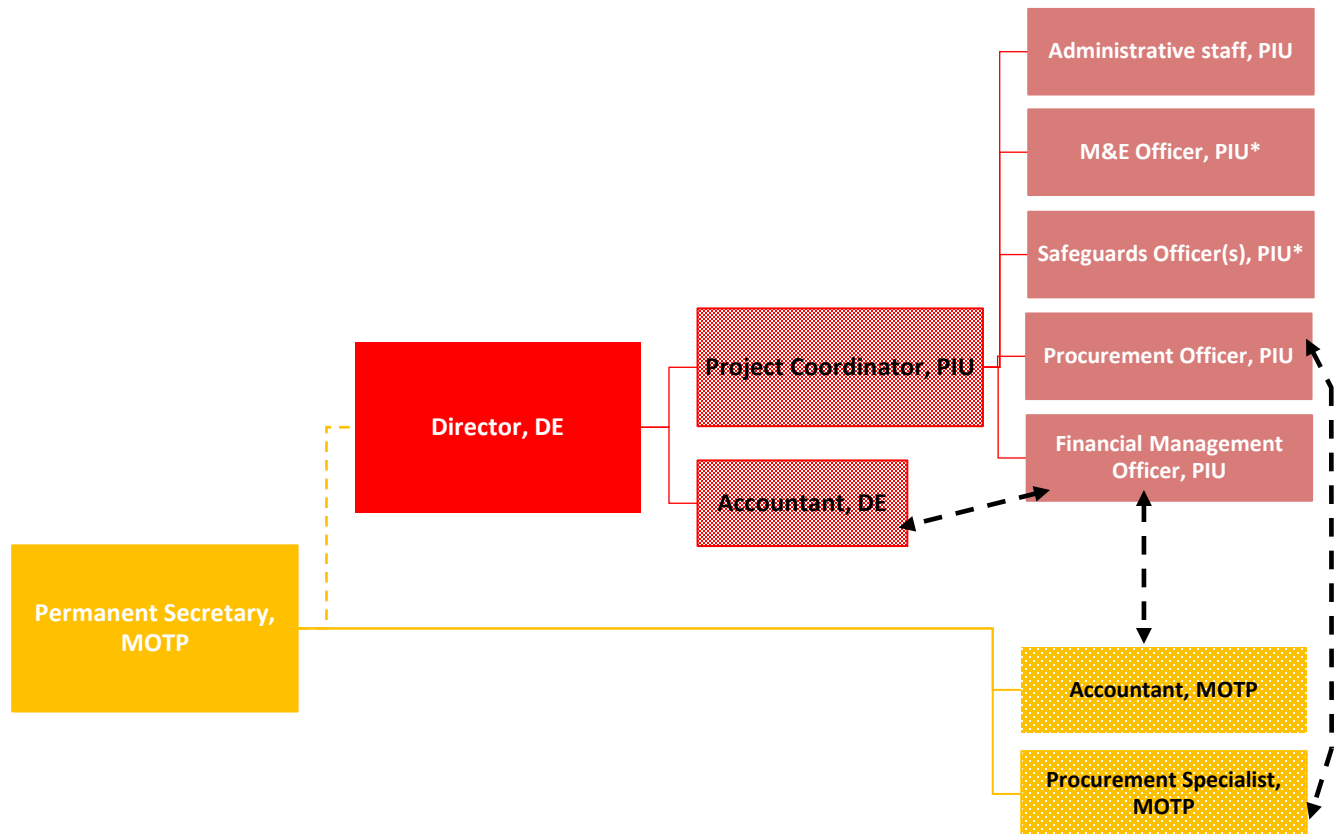 Administrative staff, PIU
M&E Officer, PIU*
Safeguards Officer(s), PIU*
Project Coordinator, PIU
Procurement Officer, PIU
Director, DE
Financial Management
Officer, PIU
Accountant, DE
Permanent Secretary,
MOTP
Accountant, MOTP
Procurement Specialist,
MOTP